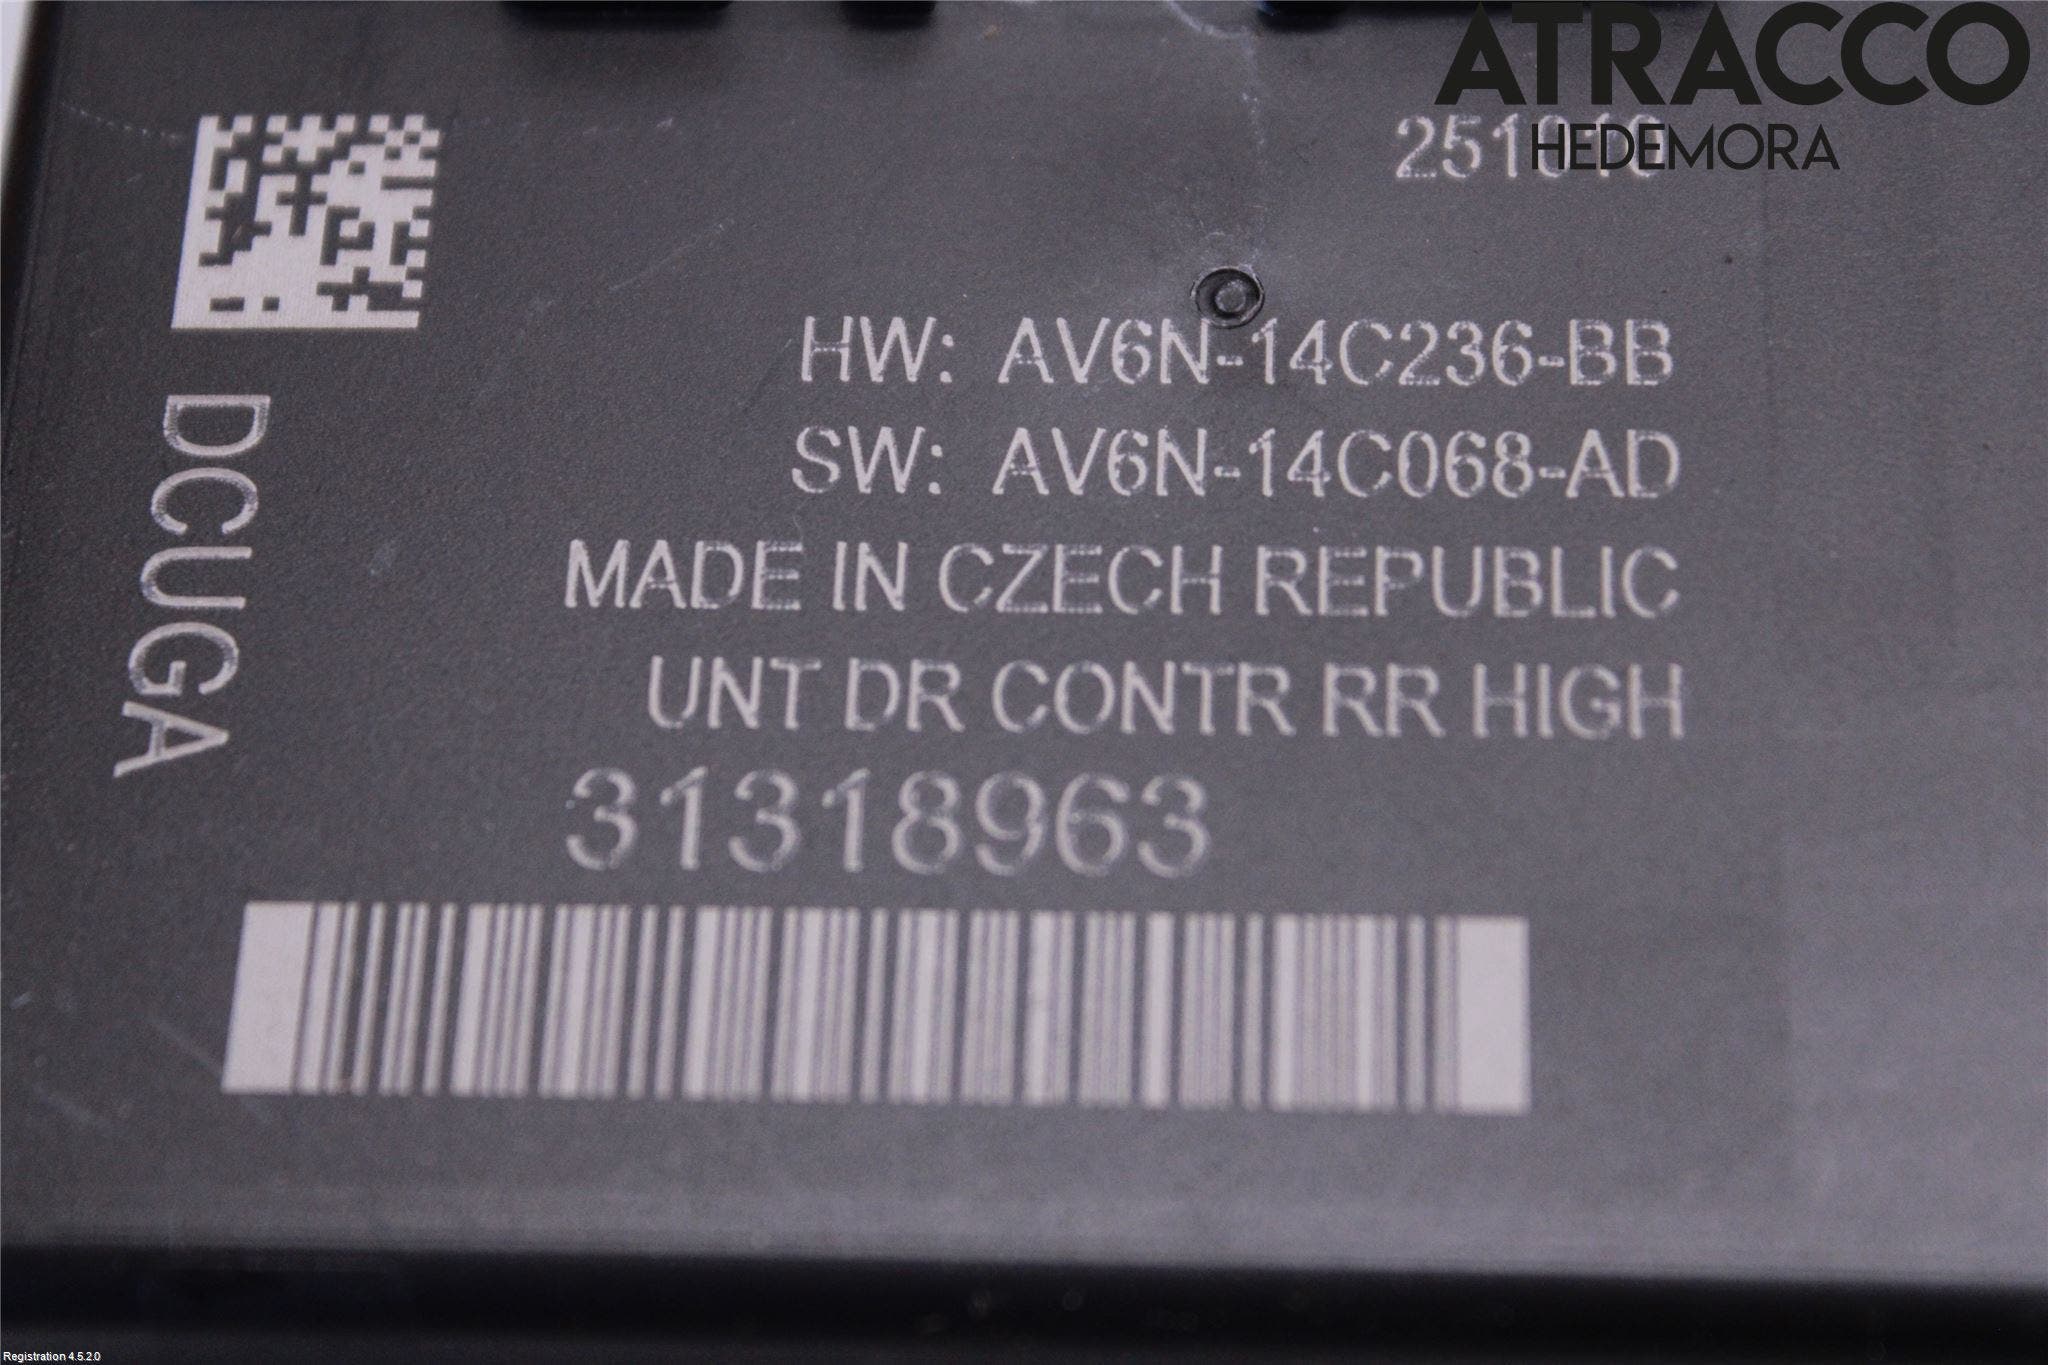 ATRACCO
HEDEMORA
HW: AV6N-14C236-BB
SW: AV6N-14C068-AD
MADE IN CZECH REPUBLIC
UNT DR CONTR RR HIGH
31318963
DCUGA
Registration 4.5.2.0